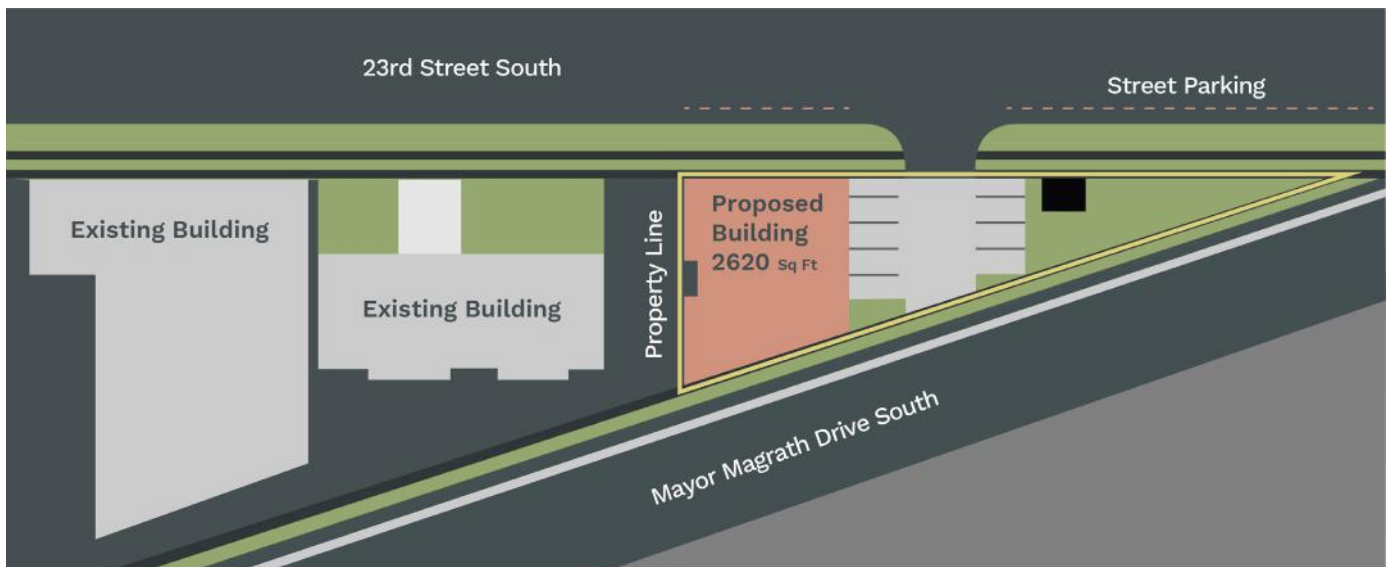 23rd Street South
Street Parking
Existing Building
Existing Building
Property Line
Proposed
Building
2620 Sq Ft
Mayor Magrath Drive South